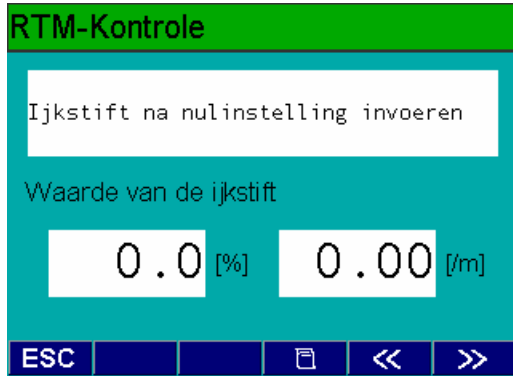 RTM-Kontrole
Ijkstift na nulinstelling invoeren
Waarde van de ijkstift
0.0 [%] 0.00 [/m]
ESC << >>